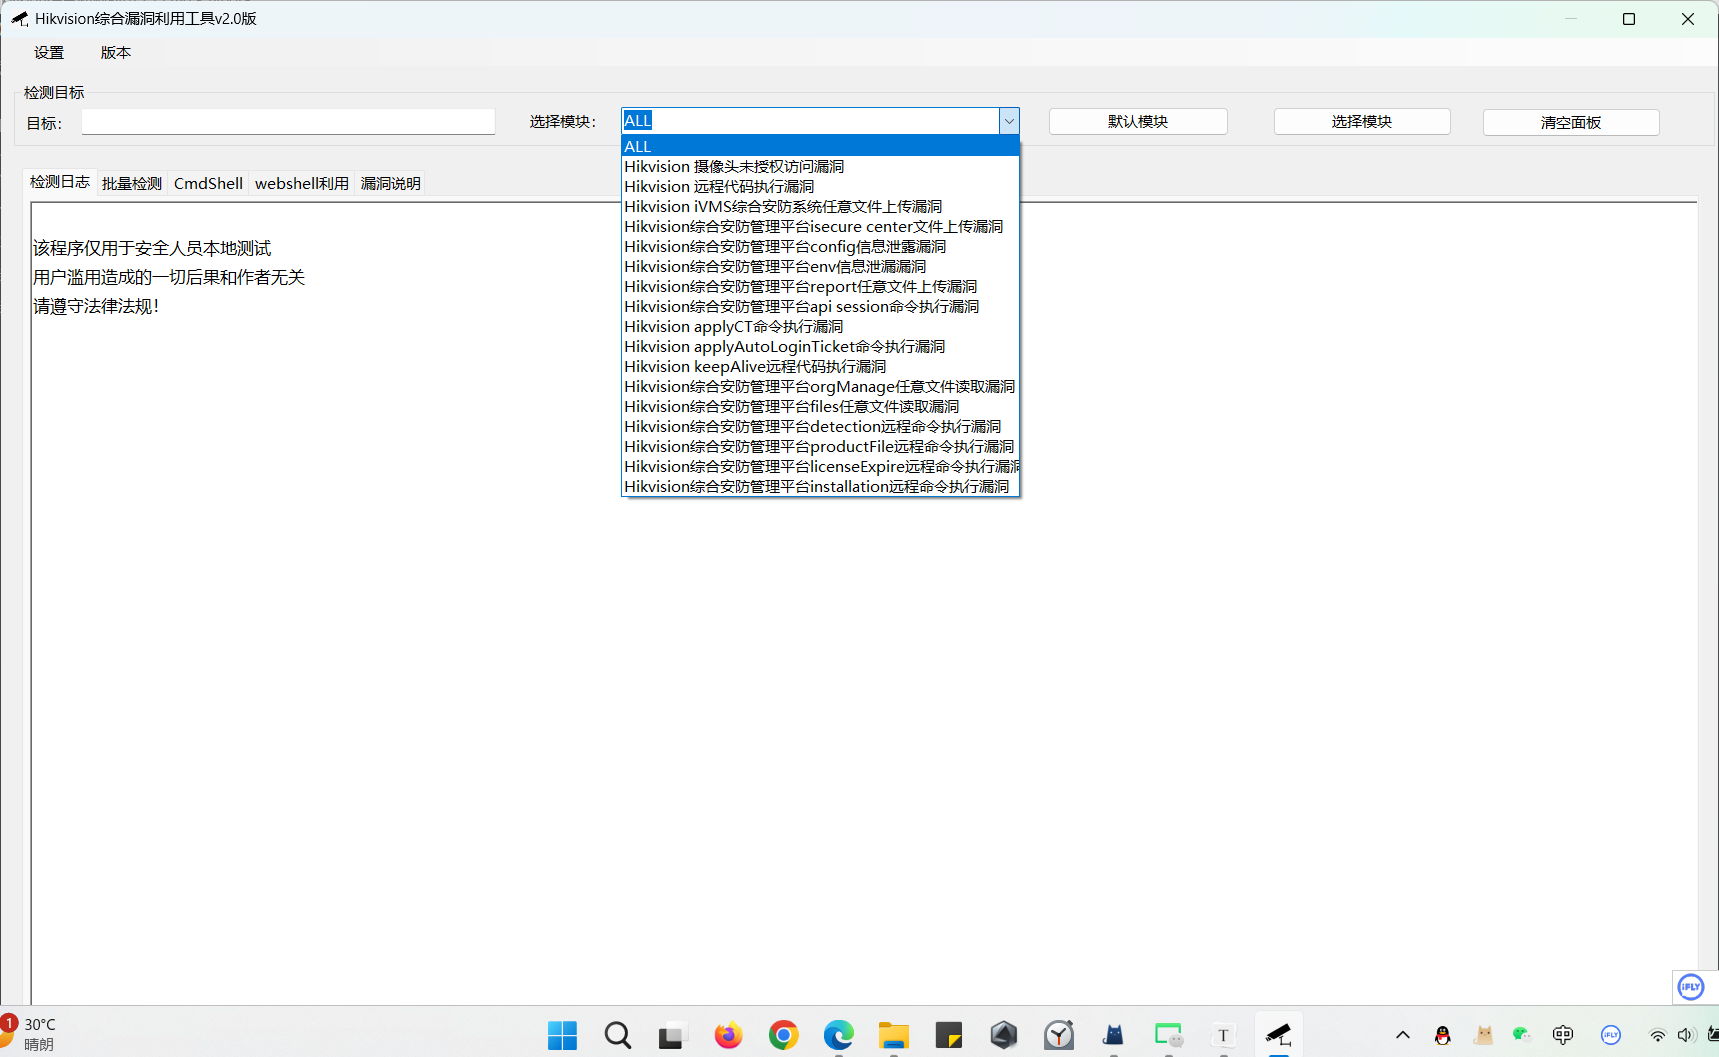 Hikvision综合漏洞利用工具v2.0版
设置 版本
检测目标
目标： 选择模块： ALL 默认模块 选择模块 清空面板
ALL
Hikvision 摄像头未授权访问漏洞
Hikvision 远程代码执行漏洞
Hikvision iVMS综合安防系统任意文件上传漏洞
Hikvision综合安防管理平台isecure center文件上传漏洞
Hikvision综合安防管理平台config信息泄露漏洞
Hikvision综合安防管理平台env信息泄漏漏洞
Hikvision综合安防管理平台report任意文件上传漏洞
Hikvision综合安防管理平台api session命令执行漏洞
Hikvision applyCT命令执行漏洞
Hikvision applyAutoLoginTicket命令执行漏洞
Hikvision keepAlive远程代码执行漏洞
Hikvision综合安防管理平台orgManage任意文件读取漏洞
Hikvision综合安防管理平台files任意文件读取漏洞
Hikvision综合安防管理平台detection远程命令执行漏洞
Hikvision综合安防管理平台productFile远程命令执行漏洞
Hikvision综合安防管理平台licenseExpire远程命令执行漏洞
Hikvision综合安防管理平台installation远程命令执行漏洞
检测日志 批量检测 CmdShell webshell利用 漏洞说明
该程序仅用于安全人员本地测试
用户滥用造成的一切后果和作者无关
请遵守法律法规！
iFLY
1 30°C
晴朗
T 中 iFLY